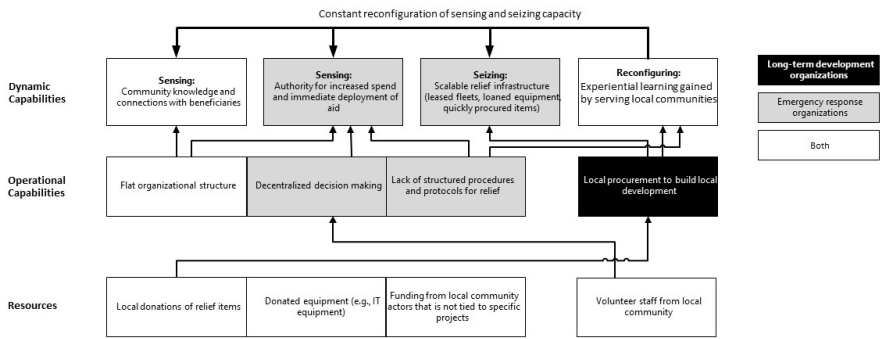 Constant reconfiguration of sensing and seizing capacity
Dynamic
Capabilities
Sensing:
Community knowledge and
connections with beneficiaries
Sensing:
Authority for increased spend
and immediate deployment of
aid
Seizing:
Scalable relief infrastructure
(leased fleets, loaned equipment,
quickly procured items)
Reconfiguring:
Experiential learning gained
by serving local communities
Long-term development
organizations
Emergency response
organizations
Both
Operational
Capabilities
Flat organizational structure
Decentralized decision making
Lack of structured procedures
and protocols for relief
Local procurement to build local
development
Resources
Local donations of relief items
Donated equipment (e.g., IT
equipment)
Funding from local community
actors that is not tied to specific
projects
Volunteer staff from local
community